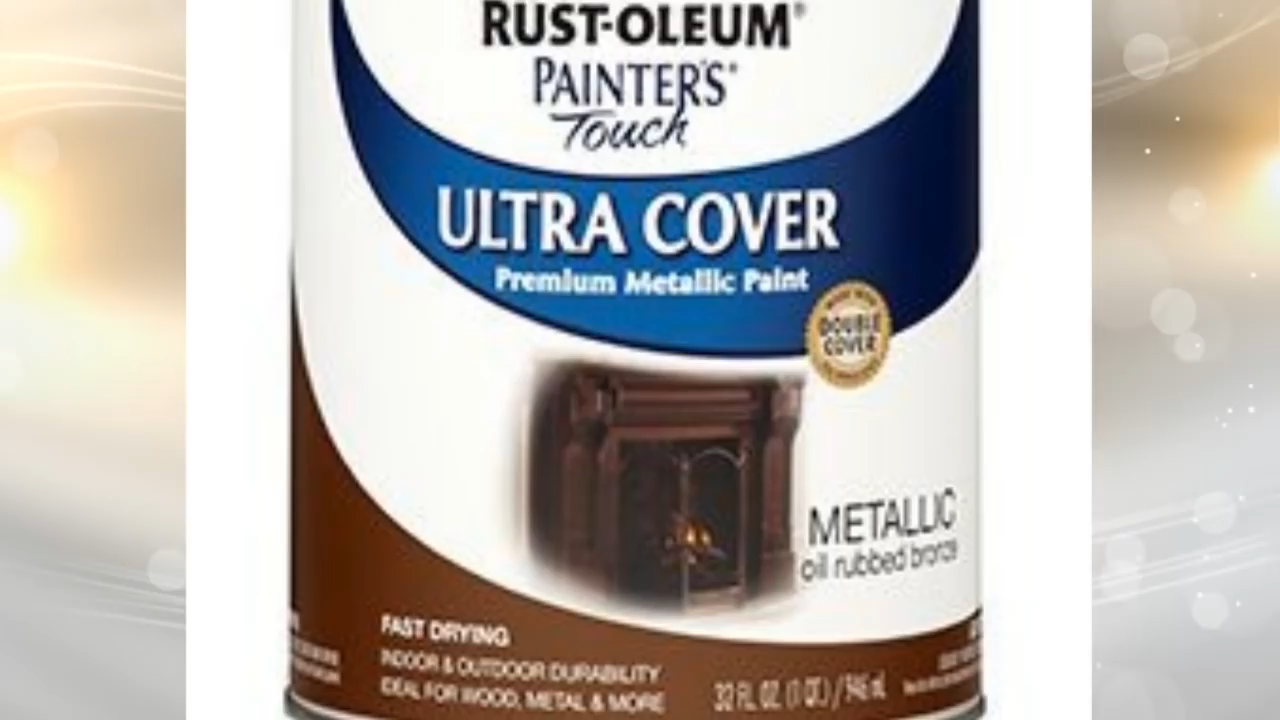 RUST-OLEUM®
PAINTER'S®
Touch
ULTRA COVER
Premium Metallic Paint
DOUBLE
COVER
METALLIC
oil rubbed bronze
FAST DRYING
INDOOR & OUTDOOR DURABILITY
IDEAL FOR WOOD, METAL & MORE
32 FL OZ (1 QT) / 946 mL